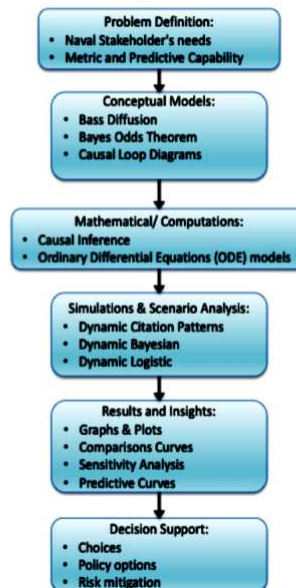 Problem Definition:
• Naval Stakeholder's needs
• Metric and Predictive Capability
Conceptual Models:
• Bass Diffusion
• Bayes Odds Theorem
• Causal Loop Diagrams
Mathematical/ Computations:
• Causal Inference
• Ordinary Differential Equations (ODE) models
Simulations & Scenario Analysis:
• Dynamic Citation Patterns
• Dynamic Bayesian
• Dynamic Logistic
Results and Insights:
• Graphs & Plots
• Comparisons Curves
• Sensitivity Analysis
• Predictive Curves
Decision Support:
• Choices
• Policy options
• Risk mitigation